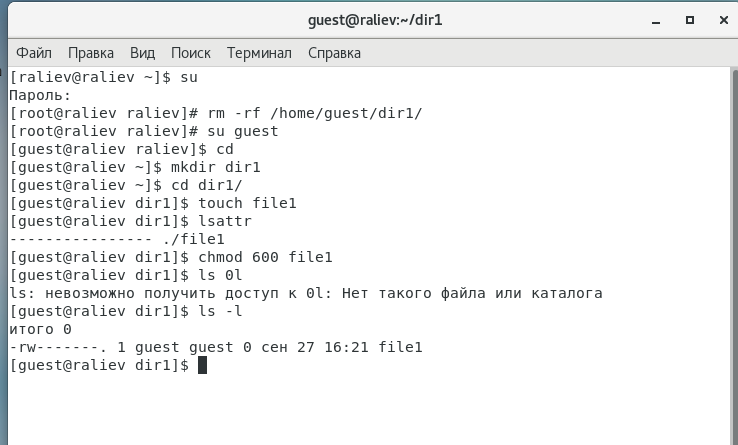 guest@raliev:~/dir1
Файл Правка Вид Поиск Терминал Справка
[raliev@raliev ~]$ su
Пароль:
[root@raliev raliev]# rm -rf /home/guest/dir1/
[root@raliev raliev]# su guest
[guest@raliev raliev]$ cd
[guest@raliev ~]$ mkdir dir1
[guest@raliev ~]$ cd dir1/
[guest@raliev dir1]$ touch file1
[guest@raliev dir1]$ lsattr
---------------- ./file1
[guest@raliev dir1]$ chmod 600 file1
[guest@raliev dir1]$ ls 0l
ls: невозможно получить доступ к 0l: Нет такого файла или каталога
[guest@raliev dir1]$ ls -l
итого 0
-rw-------. 1 guest guest 0 сен 27 16:21 file1
[guest@raliev dir1]$